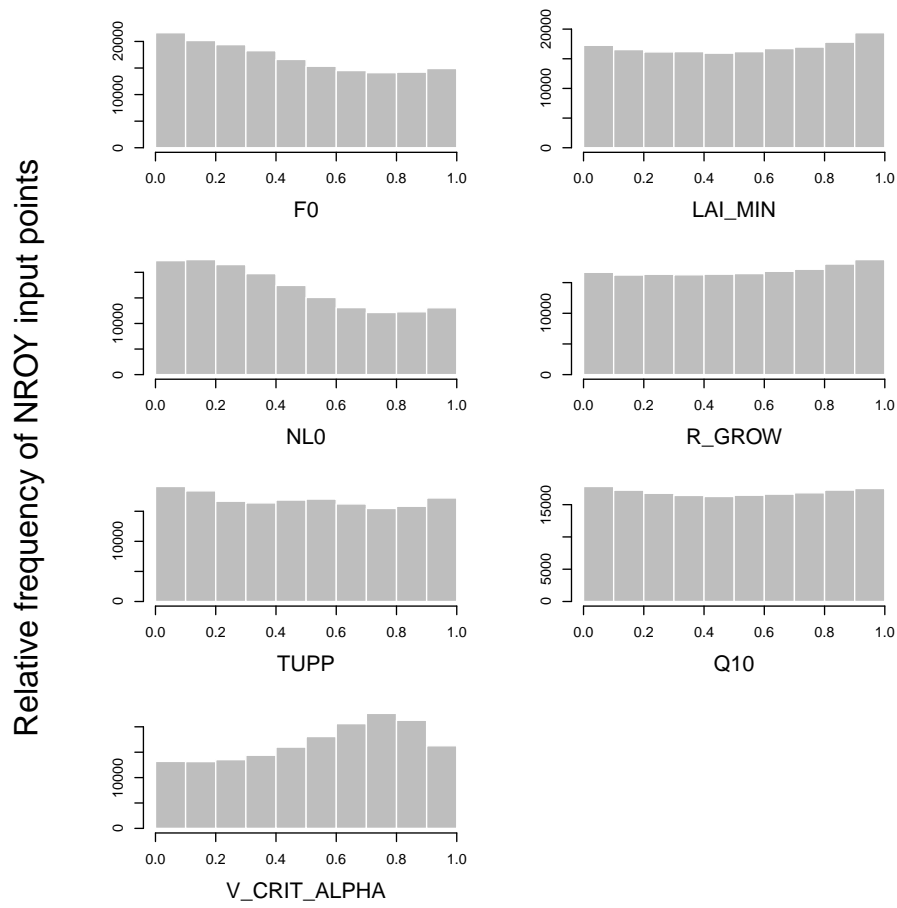 Relative frequency of NROY input points
0 10000 20000
0.0 0.2 0.4 0.6 0.8 1.0
F0
0 10000 20000
0.0 0.2 0.4 0.6 0.8 1.0
LAI_MIN
0 10000
0.0 0.2 0.4 0.6 0.8 1.0
NL0
0 10000
0.0 0.2 0.4 0.6 0.8 1.0
R_GROW
0 10000
0.0 0.2 0.4 0.6 0.8 1.0
TUPP
0 5000 15000
0.0 0.2 0.4 0.6 0.8 1.0
Q10
0 10000
0.0 0.2 0.4 0.6 0.8 1.0
V_CRIT_ALPHA